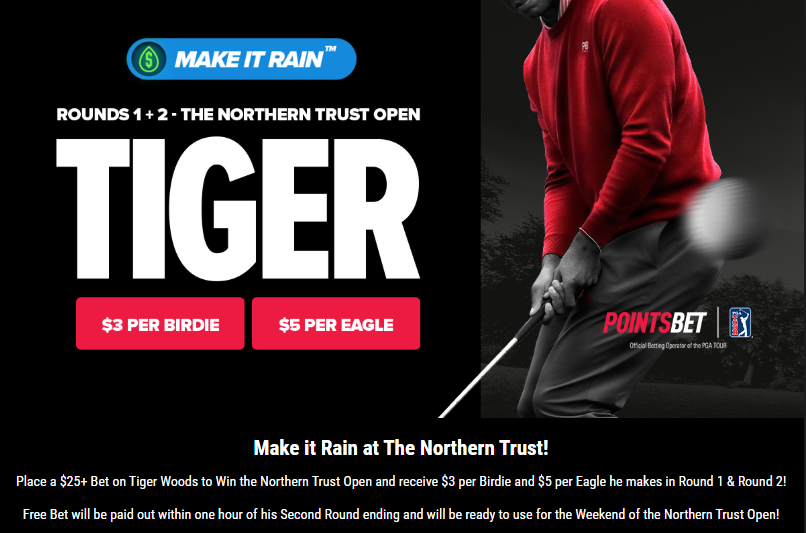 MAKE IT RAIN™
ROUNDS 1 + 2 - THE NORTHERN TRUST OPEN
TIGER
$3 PER BIRDIE
$5 PER EAGLE
PB
POINTSBET
PGA TOUR
Official Betting Operator of the PGA TOUR
Make it Rain at The Northern Trust!
Place a $25+ Bet on Tiger Woods to Win the Northern Trust Open and receive $3 per Birdie and $5 per Eagle he makes in Round 1 & Round 2!
Free Bet will be paid out within one hour of his Second Round ending and will be ready to use for the Weekend of the Northern Trust Open!